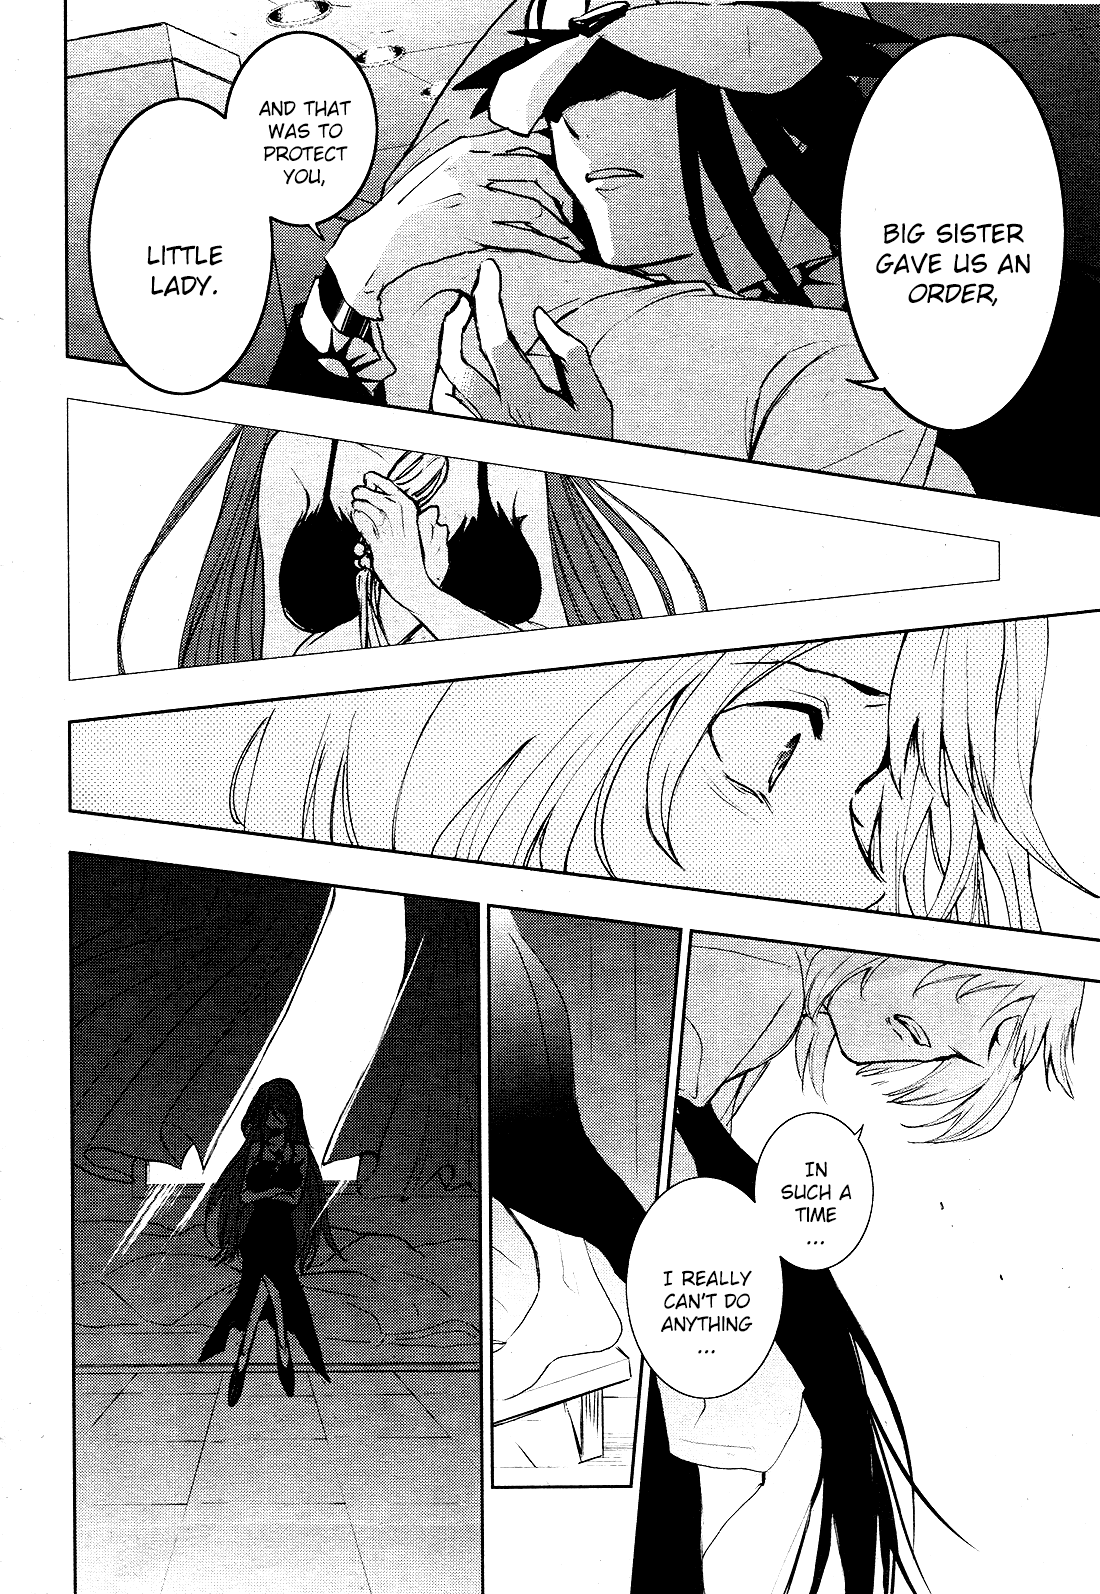 BIG SISTER
GAVE US AN
ORDER,
AND THAT
WAS TO
PROTECT
YOU,
LITTLE
LADY.
IN
SUCH A
TIME
...
I REALLY
CAN'T DO
ANYTHING
...